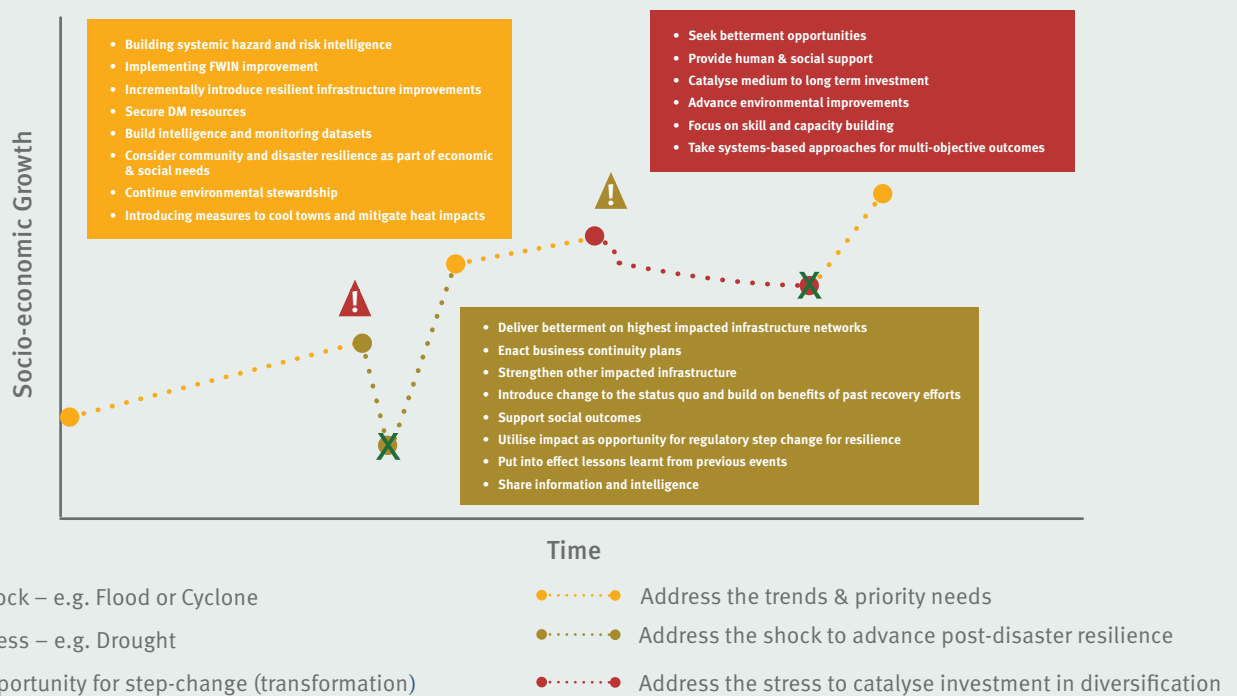 • Building systemic hazard and risk intelligence
• Implementing FWIN improvement
• Incrementally introduce resilient infrastructure improvements
• Secure DM resources
• Build intelligence and monitoring datasets
• Consider community and disaster resilience as part of economic
& social needs
• Continue environmental stewardship
• Introducing measures to cool towns and mitigate heat impacts
• Seek betterment opportunities
• Provide human & social support
• Catalyse medium to long term investment
• Advance environmental improvements
• Focus on skill and capacity building
• Take systems-based approaches for multi-objective outcomes
Socio-economic Growth
!
!
X
X
• Deliver betterment on highest impacted infrastructure networks
• Enact business continuity plans
• Strengthen other impacted infrastructure
• Introduce change to the status quo and build on benefits of past recovery efforts
• Support social outcomes
• Utilise impact as opportunity for regulatory step change for resilience
• Put into effect lessons learnt from previous events
• Share information and intelligence
Time
ock – e.g. Flood or Cyclone
ess – e.g. Drought
portunity for step-change (transformation)
Address the trends & priority needs
Address the shock to advance post-disaster resilience
Address the stress to catalyse investment in diversification